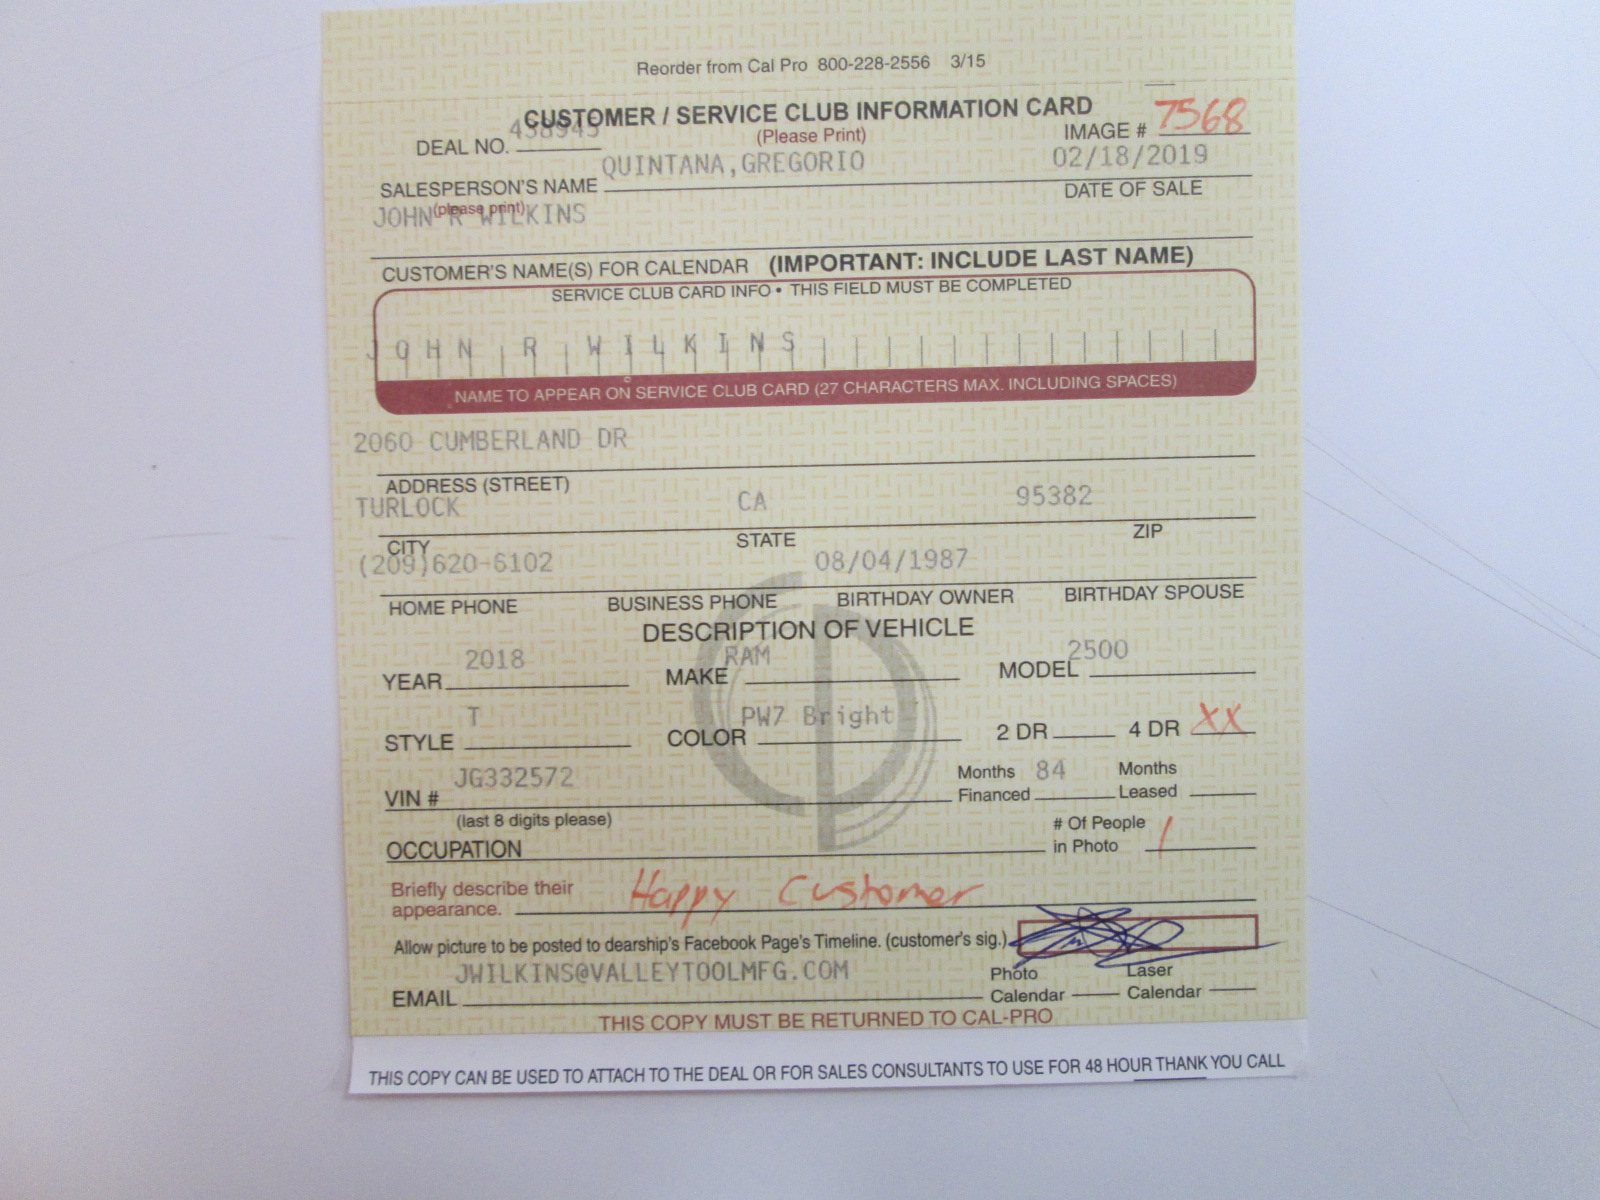 Reorder from Cal Pro 800-228-2556 3/15
CUSTOMER / SERVICE CLUB INFORMATION CARD
(Please Print)
DEAL NO. 438945
IMAGE # 7568
QUINTANA,GREGORIO 02/18/2019
SALESPERSON'S NAME DATE OF SALE
(please print)
JOHN R WILKINS
CUSTOMER'S NAME(S) FOR CALENDAR (IMPORTANT: INCLUDE LAST NAME)
SERVICE CLUB CARD INFO • THIS FIELD MUST BE COMPLETED
JOHN R WILKINS
NAME TO APPEAR ON SERVICE CLUB CARD (27 CHARACTERS MAX. INCLUDING SPACES)
2060 CUMBERLAND DR
ADDRESS (STREET)
TURLOCK CA 95382
CITY STATE ZIP
(209)620-6102 08/04/1987
HOME PHONE BUSINESS PHONE BIRTHDAY OWNER BIRTHDAY SPOUSE
DESCRIPTION OF VEHICLE
YEAR 2018 MAKE RAM MODEL 2500
STYLE T COLOR PW7 Bright 2 DR 4 DR XX
VIN # JG332572 Months Financed 84 Months Leased
(last 8 digits please)
OCCUPATION # Of People in Photo 1
Briefly describe their appearance. Happy Customer
Allow picture to be posted to dearship's Facebook Page's Timeline. (customer's sig.)
EMAIL JWILKINS@VALLEYTOOLMFG.COM Photo Calendar Laser Calendar
THIS COPY MUST BE RETURNED TO CAL-PRO
THIS COPY CAN BE USED TO ATTACH TO THE DEAL OR FOR SALES CONSULTANTS TO USE FOR 48 HOUR THANK YOU CALL